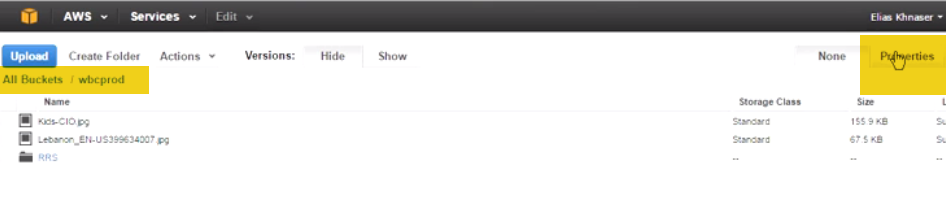 AWS Services Edit Elias Khnaser
Upload Create Folder Actions Versions: Hide Show None Properties
All Buckets / wbcprod
Name Storage Class Size L
Kids-CIO.jpg Standard 155.9 KB Su
Lebanon_EN-US399634007.jpg Standard 67.5 KB Su
RRS -- -- --